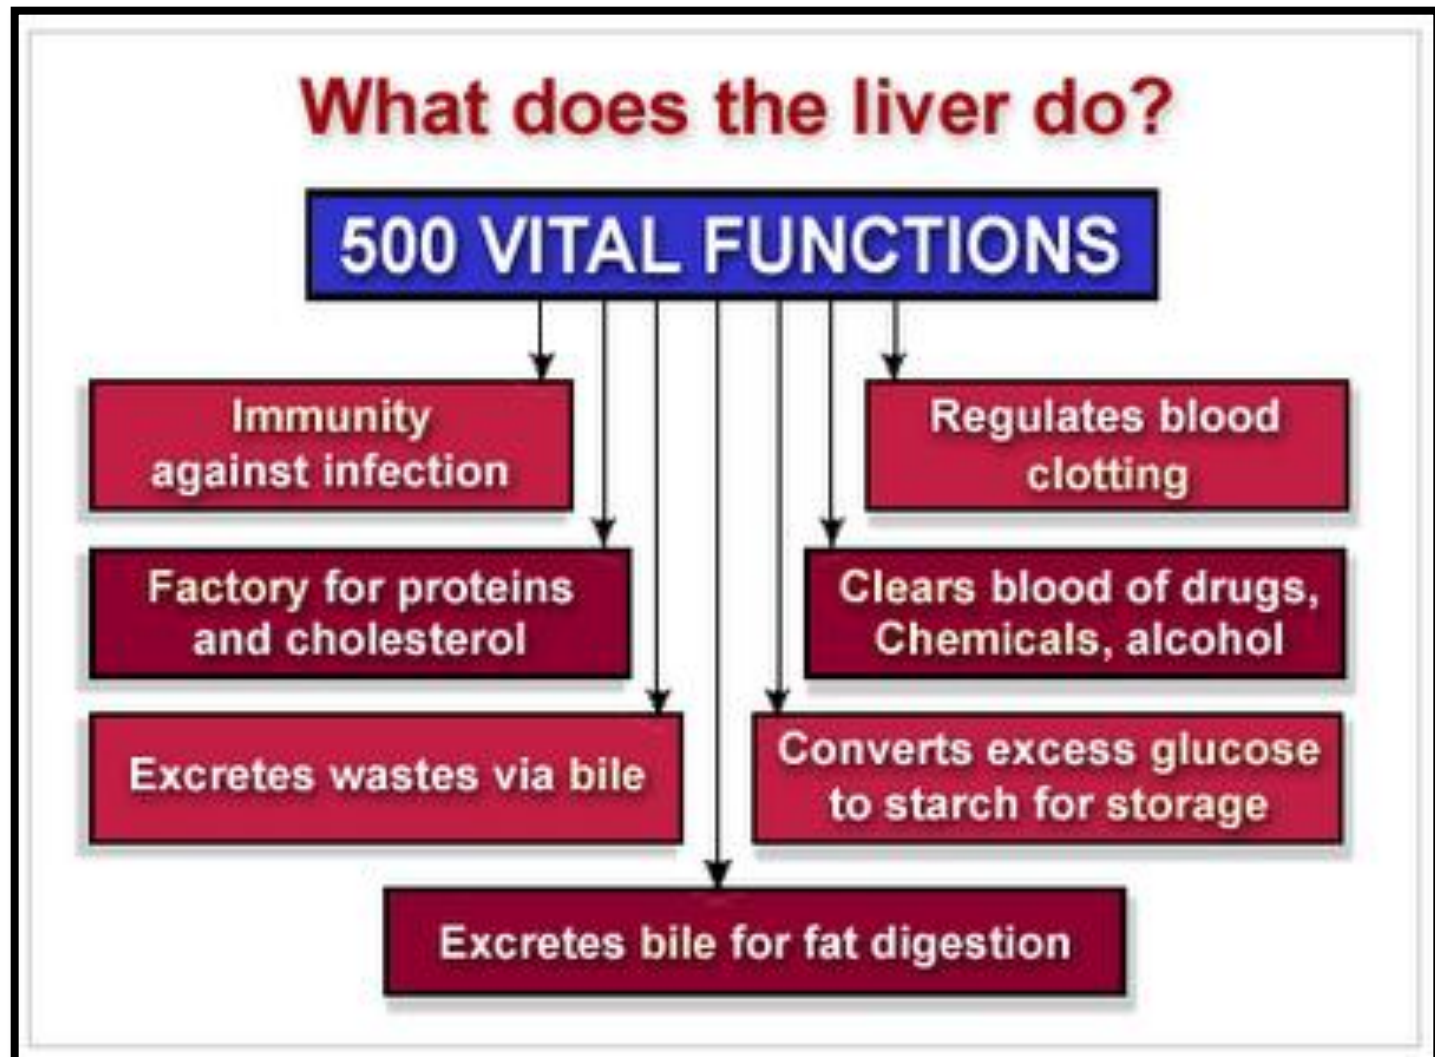 What does the liver do?
500 VITAL FUNCTIONS
Immunity
against infection
Regulates blood
clotting
Factory for proteins
and cholesterol
Clears blood of drugs,
Chemicals, alcohol
Excretes wastes via bile
Converts excess glucose
to starch for storage
Excretes bile for fat digestion